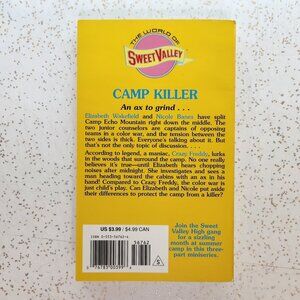 THE WORLD OF
SWEET VALLEY
CAMP KILLER
An ax to grind . . .
Elizabeth Wakefield and Nicole Banes have split
Camp Echo Mountain right down the middle. The
two junior counselors are captains of opposing
teams in a color war, and the tension between the
two sides is thick. Everyone's talking about it. But
that's not the only topic of discussion. . . .
According to legend, a maniac, Crazy Freddy, lurks
in the woods that surround the camp. No one really
believes it's true—until Elizabeth hears chopping
noises after midnight. She investigates and sees a
man heading toward the cabins with an ax in his
hand! Compared to Crazy Freddy, the color war is
just child's play. Can Elizabeth and Nicole put aside
their differences to protect the camp from a killer?
US $3.99 / $4.99 CAN
ISBN 0-553-56762-6
56762
Join the Sweet
Valley High gang
for a sizzling
month at
summer camp
in this three-
part miniseries.